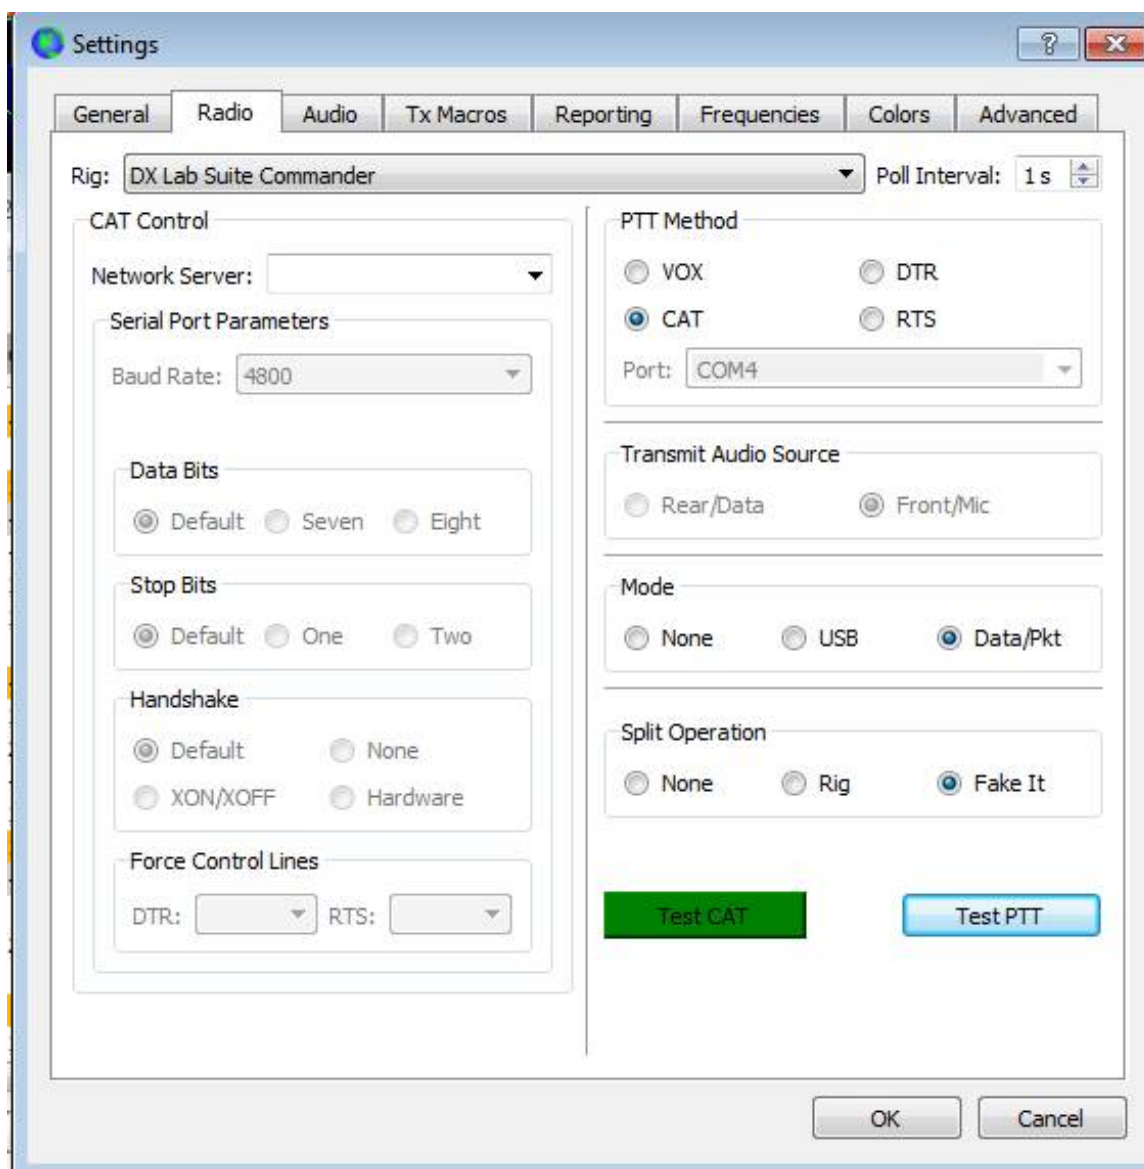 Settings
General Radio Audio Tx Macros Reporting Frequencies Colors Advanced
Rig: DX Lab Suite Commander Poll Interval: 1 s
CAT Control
Network Server:
Serial Port Parameters
Baud Rate: 4800
Data Bits
Default Seven Eight
Stop Bits
Default One Two
Handshake
Default None
XON/XOFF Hardware
Force Control Lines
DTR: RTS:
PTT Method
VOX DTR
CAT RTS
Port: COM4
Transmit Audio Source
Rear/Data Front/Mic
Mode
None USB Data/Pkt
Split Operation
None Rig Fake It
Test CAT Test PTT
OK Cancel